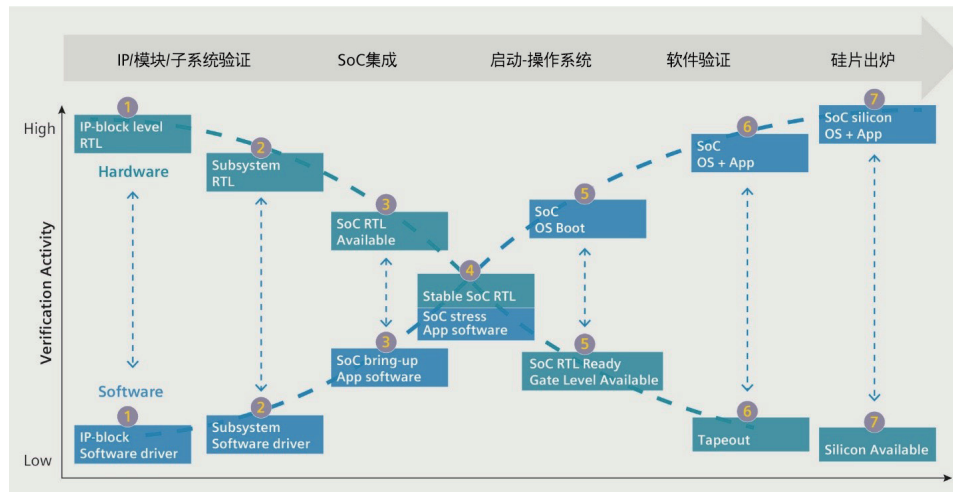 IP/模块/子系统验证
SoC集成
启动-操作系统
软件验证
硅片出炉
High
Verification Activity
Low
1
IP-block level
RTL
Hardware
2
Subsystem
RTL
3
SoC RTL
Available
4
Stable SoC RTL
SoC stress
App software
5
SoC
OS Boot
6
SoC
OS + App
7
SoC silicon
OS + App
Software
1
IP-block
Software driver
2
Subsystem
Software driver
3
SoC bring-up
App software
5
SoC RTL Ready
Gate Level Available
6
Tapeout
7
Silicon Available